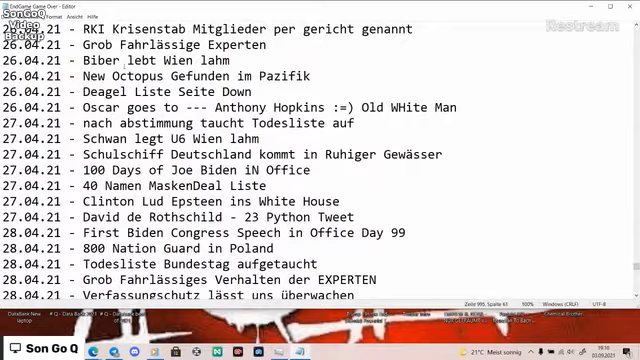 EndGame Game Over - Editor
SonGoQ
Video
Backup
Format Ansicht Hilfe
Restream
26.04.21 - RKI Krisenstab Mitglieder per gericht genannt
26.04.21 - Grob Fahrlässige Experten
26.04.21 - Biber lebt Wien lahm
26.04.21 - New Octopus Gefunden im Pazifik
26.04.21 - Deagel Liste Seite Down
26.04.21 - Oscar goes to --- Anthony Hopkins :=) Old WHite Man
27.04.21 - nach abstimmung taucht Todesliste auf
27.04.21 - Schwan legt U6 Wien lahm
27.04.21 - Schulschiff Deutschland kommt in Ruhiger Gewässer
27.04.21 - 100 Days of Joe Biden iN Office
27.04.21 - 40 Namen MaskenDeal Liste
27.04.21 - Clinton Lud Epsteen ins White House
27.04.21 - David de Rothschild - 23 Python Tweet
28.04.21 - First Biden Congress Speech in Office Day 99
28.04.21 - 800 Nation Guard in Poland
28.04.21 - Todesliste Bundestag aufgetaucht
28.04.21 - Grob Fahrlässiges Verhalten der EXPERTEN
28.04.21 - Verfassungschutz lässt uns überwachen
Zeile 995, Spalte 61 100% Windows (CRLF) UTF-8
Chemical Brother
Son Go Q
21°C Meist sonnig
19:10
03.09.2021